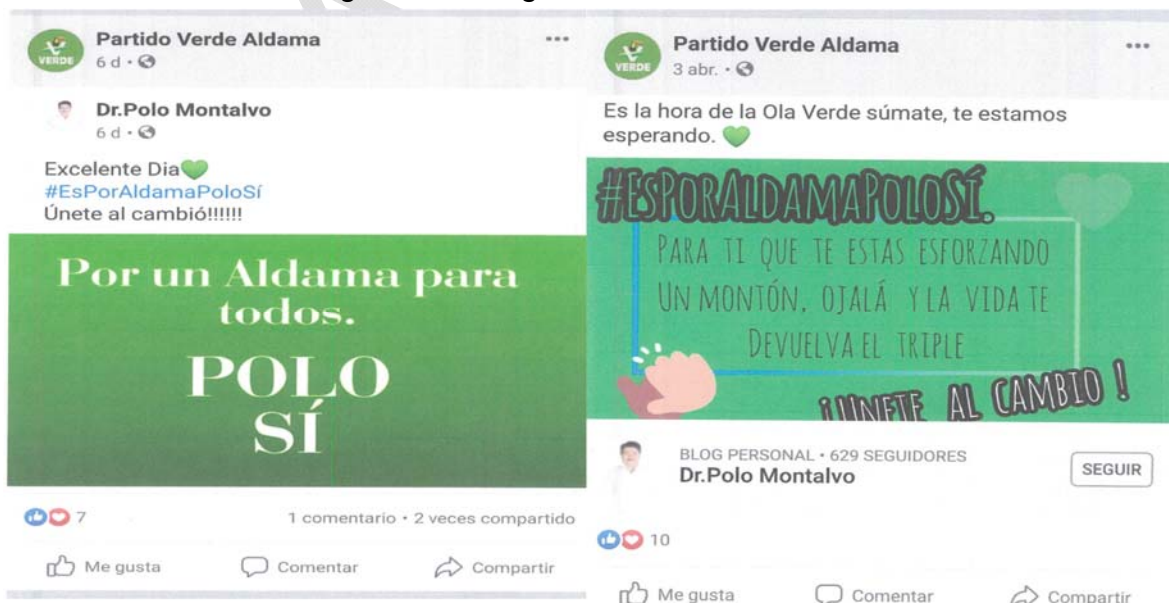 Partido Verde Aldama
6 d
VERDE
Dr.Polo Montalvo
6 d
Excelente Dia
#EsPorAldamaPoloSí
Únete al cambió!!!!!!
Por un Aldama para
todos.
POLO
SÍ
7
1 comentario • 2 veces compartido
Me gusta
Comentar
Compartir
Partido Verde Aldama
3 abr.
VERDE
Es la hora de la Ola Verde súmate, te estamos
esperando.
#ESPORALDAMAPOLOSÍ.
PARA TI QUE TE ESTAS ESFORZANDO
UN MONTÓN, OJALÁ Y LA VIDA TE
DEVUELVA EL TRIPLE
¡UNETE AL CAMBIO !
BLOG PERSONAL • 629 SEGUIDORES
Dr.Polo Montalvo
SEGUIR
10
Me gusta
Comentar
Compartir